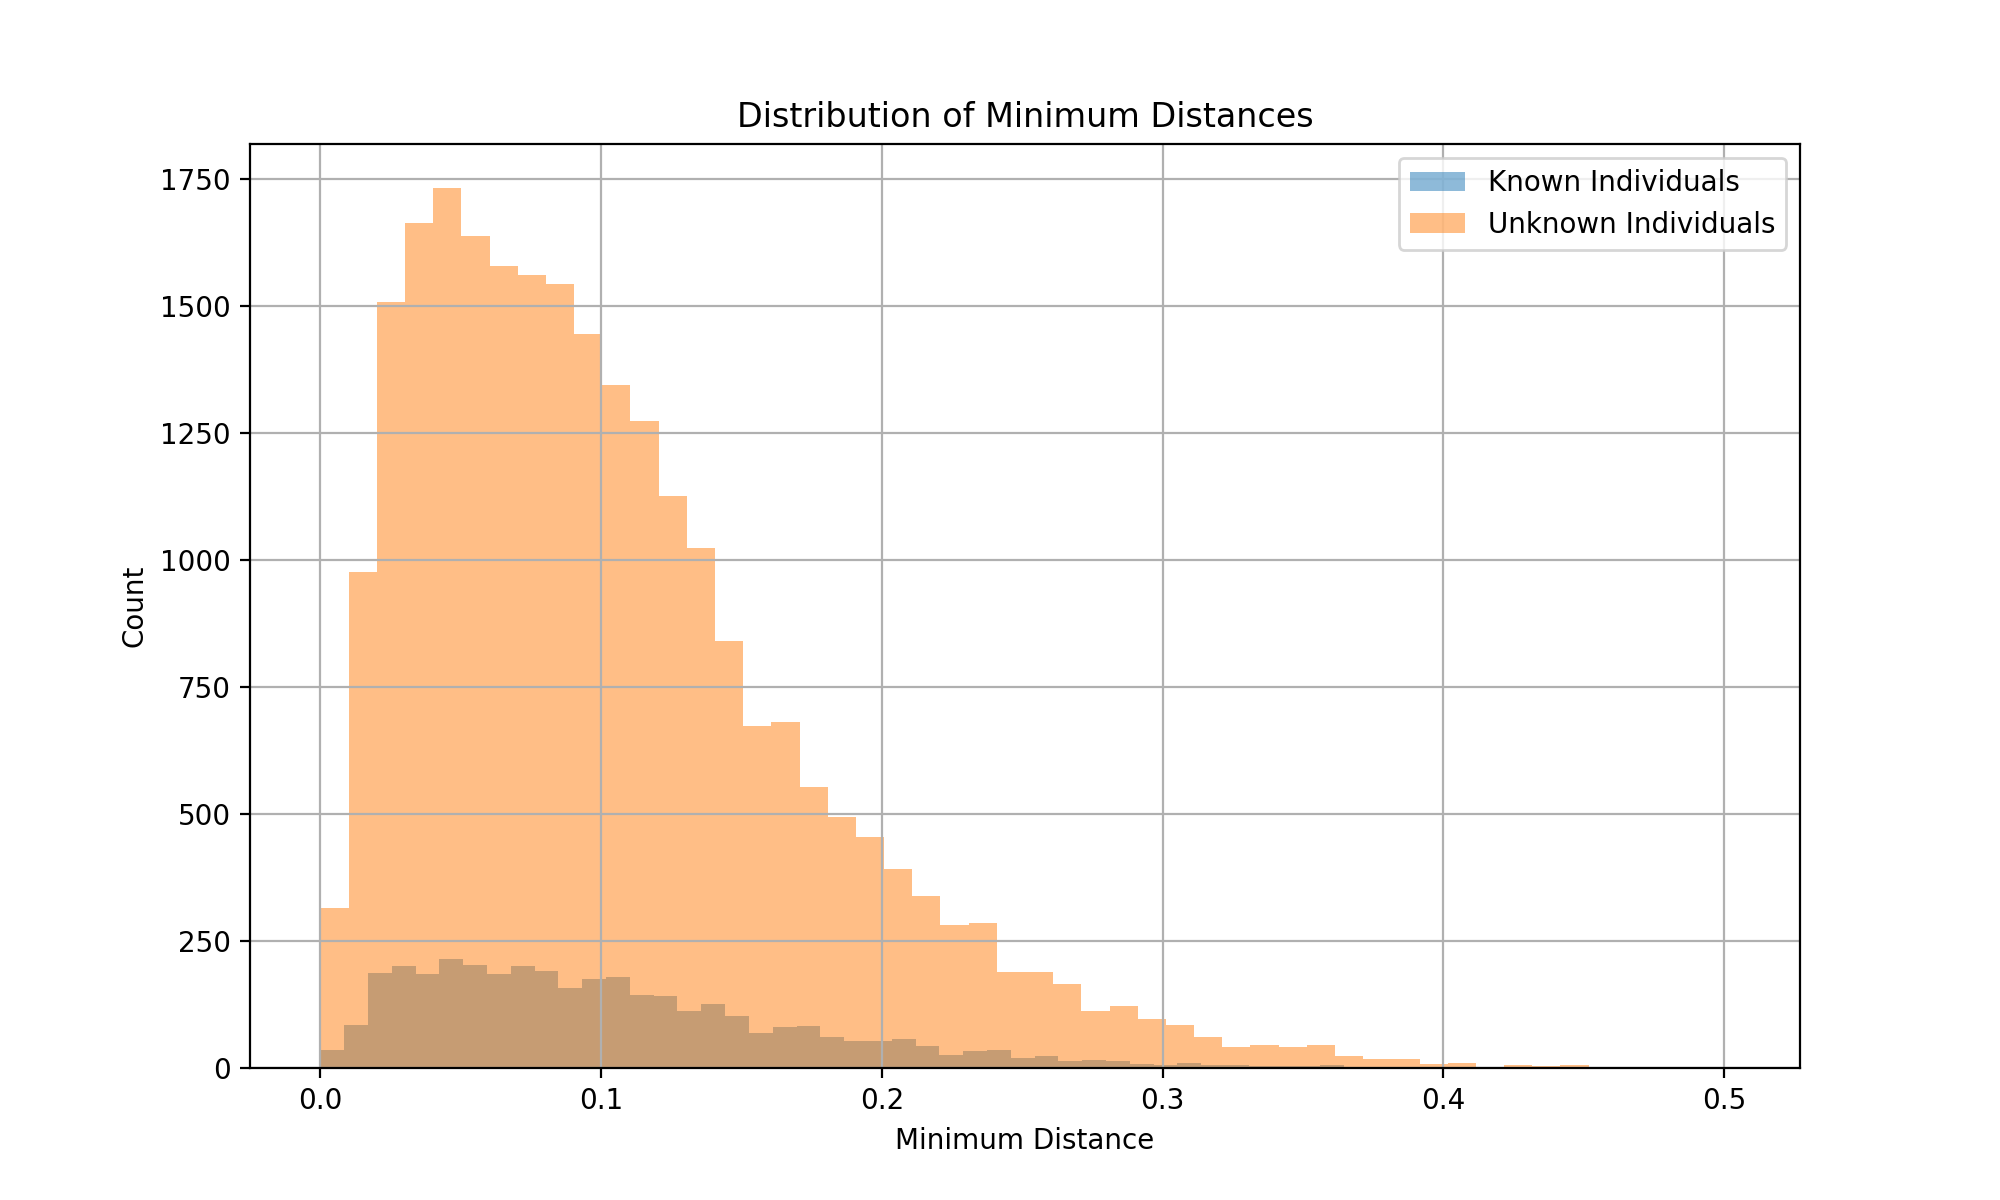 Distribution of Minimum Distances
Known Individuals
Unknown Individuals
1750
1500
1250
1000
750
500
250
0
Count
0.0 0.1 0.2 0.3 0.4 0.5
Minimum Distance